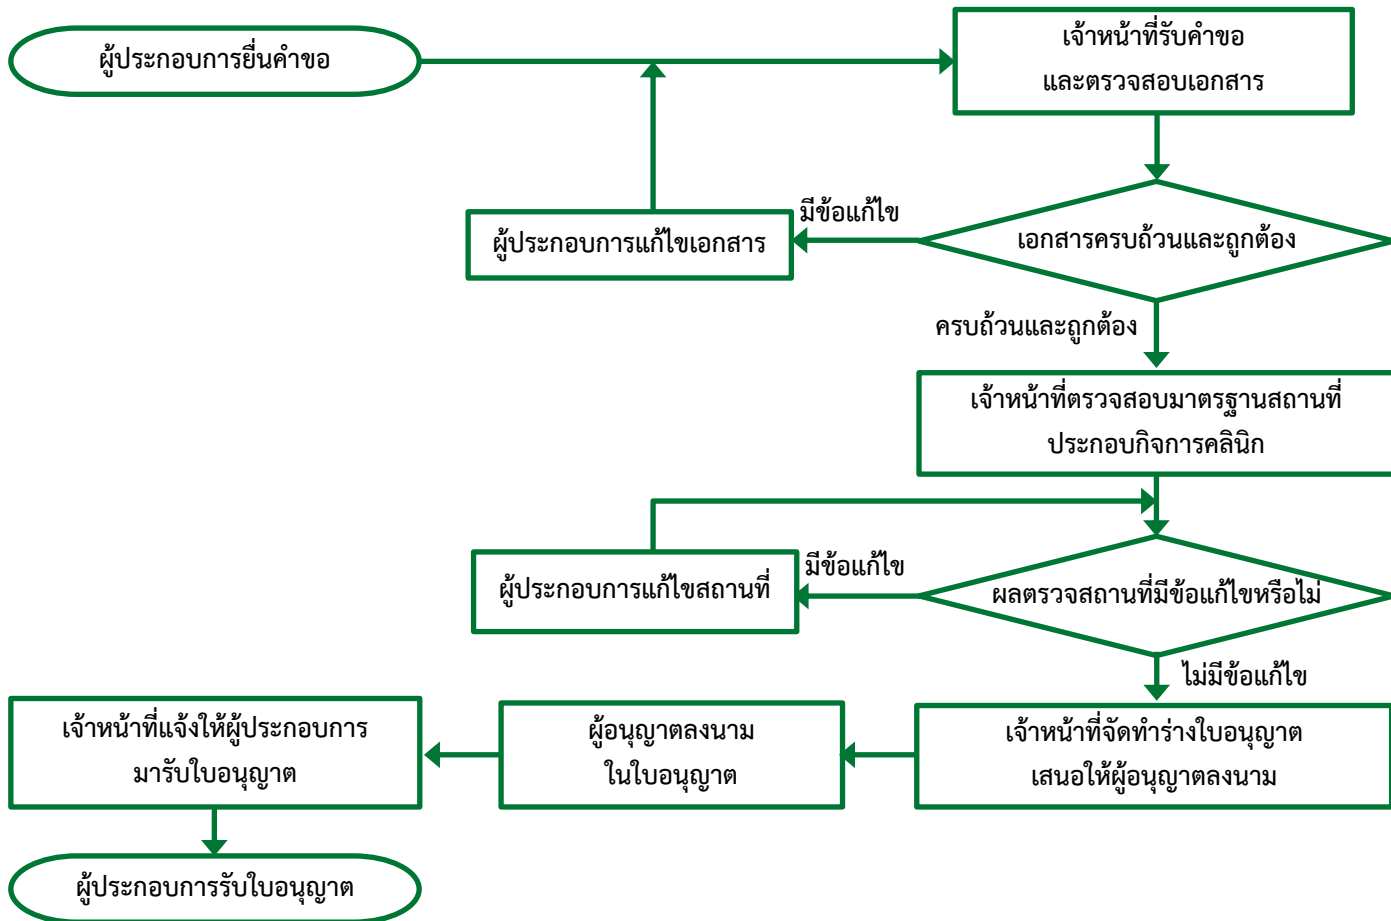 ผู้ประกอบการยื่นคำขอ
เจ้าหน้าที่รับคำขอ
และตรวจสอบเอกสาร
มีข้อแก้ไข
ผู้ประกอบการแก้ไขเอกสาร
เอกสารครบถ้วนและถูกต้อง
ครบถ้วนและถูกต้อง
เจ้าหน้าที่ตรวจสอบมาตรฐานสถานที่
ประกอบกิจการคลินิก
มีข้อแก้ไข
ผู้ประกอบการแก้ไขสถานที่
ผลตรวจสถานที่มีข้อแก้ไขหรือไม่
ไม่มีข้อแก้ไข
เจ้าหน้าที่จัดทำร่างใบอนุญาต
เสนอให้ผู้อนุญาตลงนาม
ผู้อนุญาตลงนาม
ในใบอนุญาต
เจ้าหน้าที่แจ้งให้ผู้ประกอบการ
มารับใบอนุญาต
ผู้ประกอบการรับใบอนุญาต